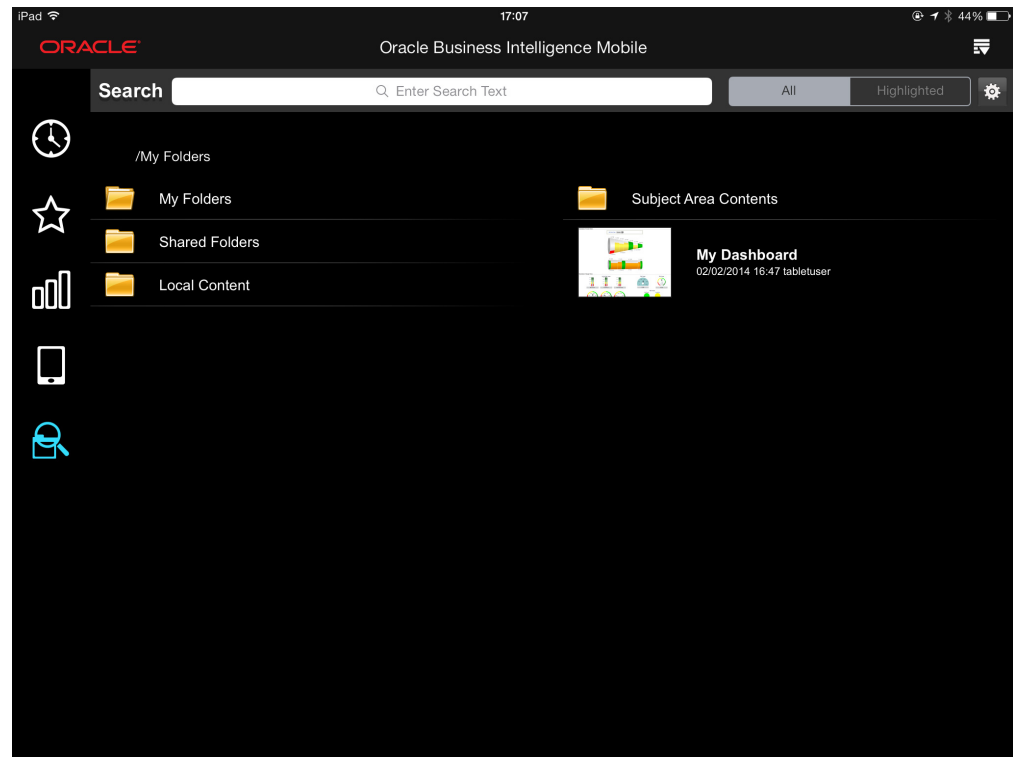 iPad
17:07
44%
ORACLE
Oracle Business Intelligence Mobile
Search
Enter Search Text
All
Highlighted
/My Folders
My Folders
Shared Folders
Local Content
Subject Area Contents
My Dashboard
02/02/2014 16:47 tabletuser